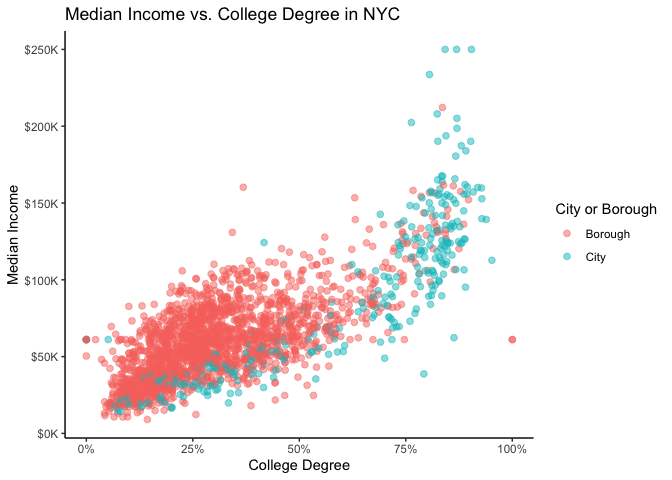 Median Income vs. College Degree in NYC
$250K
$200K
$150K
$100K
$50K
$0K
Median Income
0%
25%
50%
75%
100%
College Degree
City or Borough
Borough
City